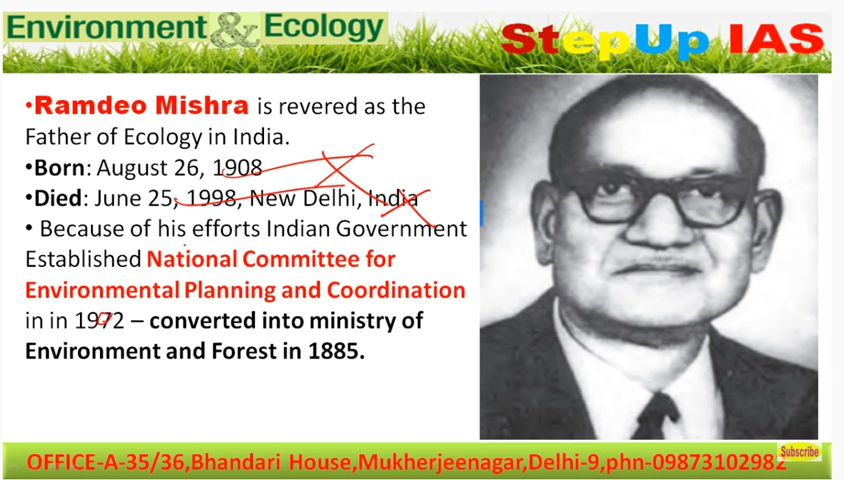 Environment & Ecology
StepUp IAS
•Ramdeo Mishra is revered as the
Father of Ecology in India.
•Born: August 26, 1908
•Died: June 25, 1998, New Delhi, India
• Because of his efforts Indian Government
Established National Committee for
Environmental Planning and Coordination
in in 1972 – converted into ministry of
Environment and Forest in 1885.
OFFICE-A-35/36,Bhandari House,Mukherjeenagar,Delhi-9,phn-09873102982
Subscribe